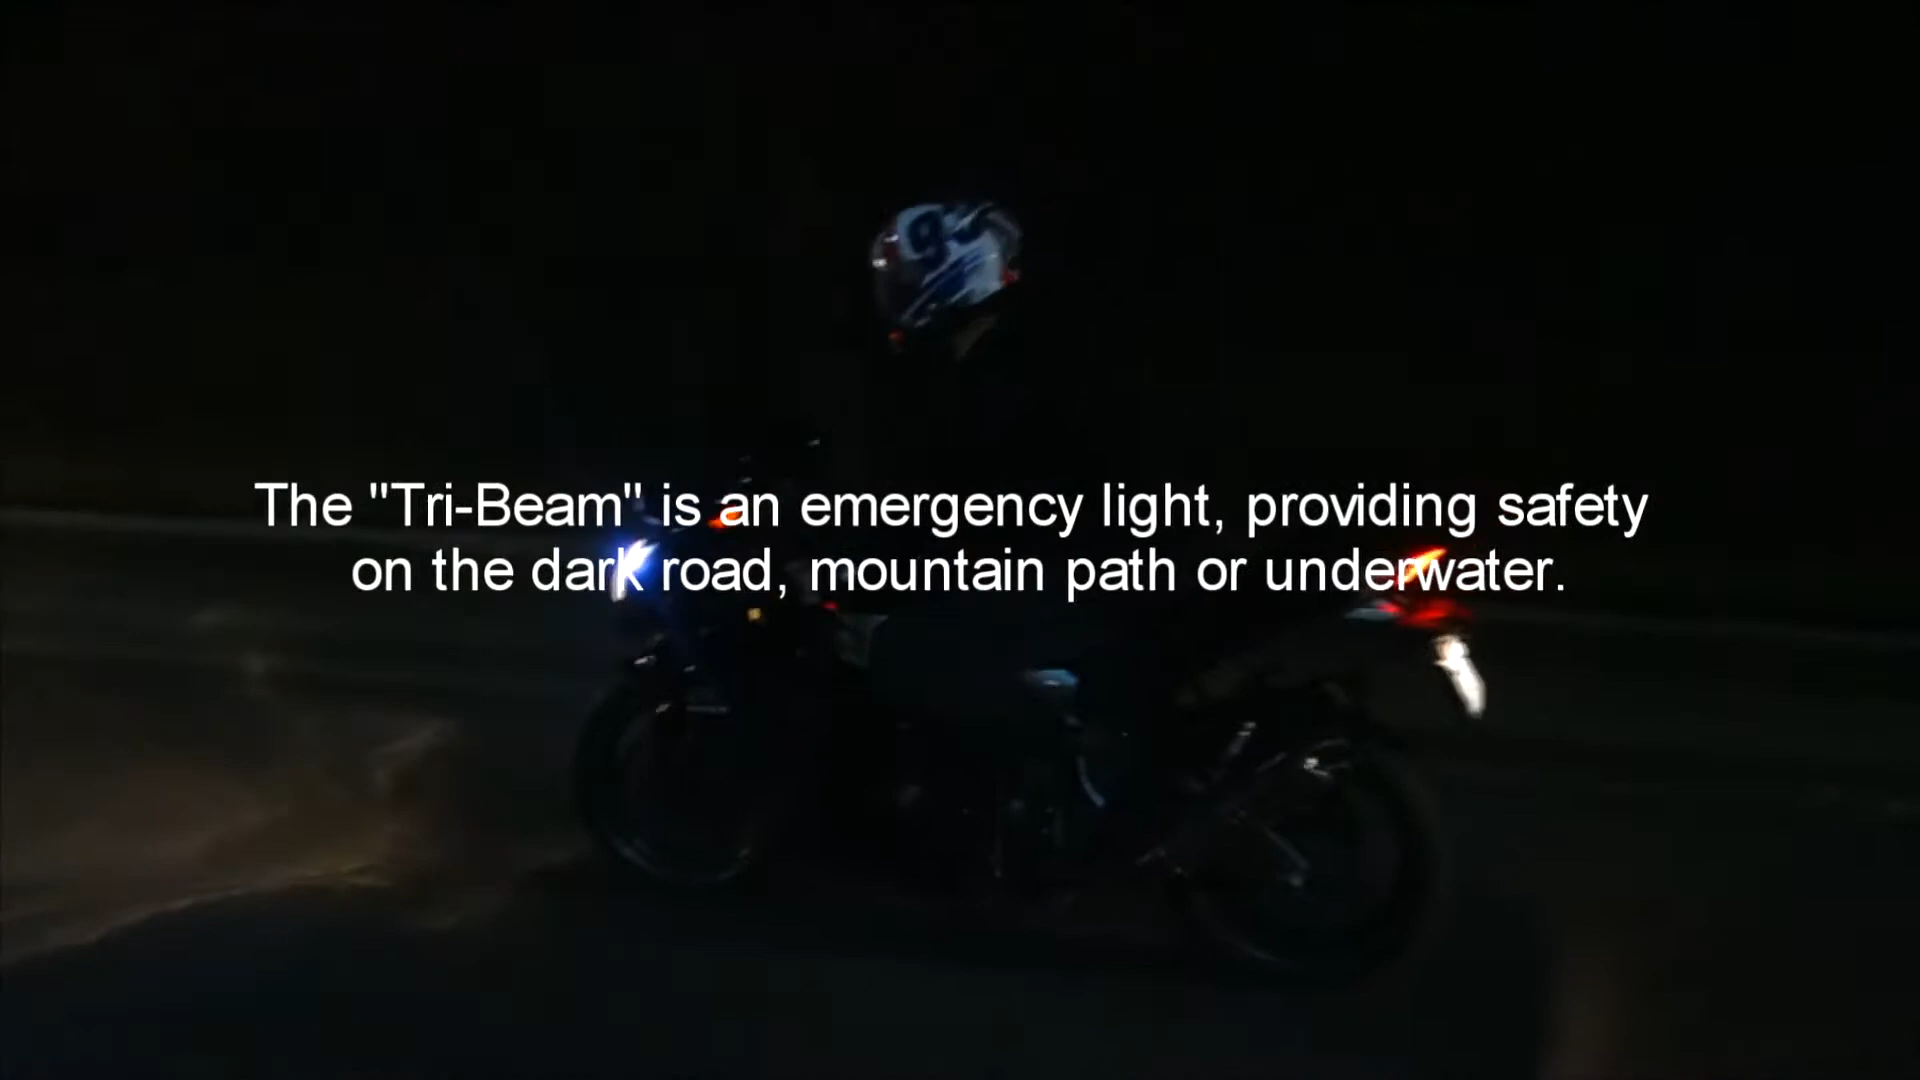 The "Tri-Beam" is an emergency light, providing safety
on the dark road, mountain path or underwater.